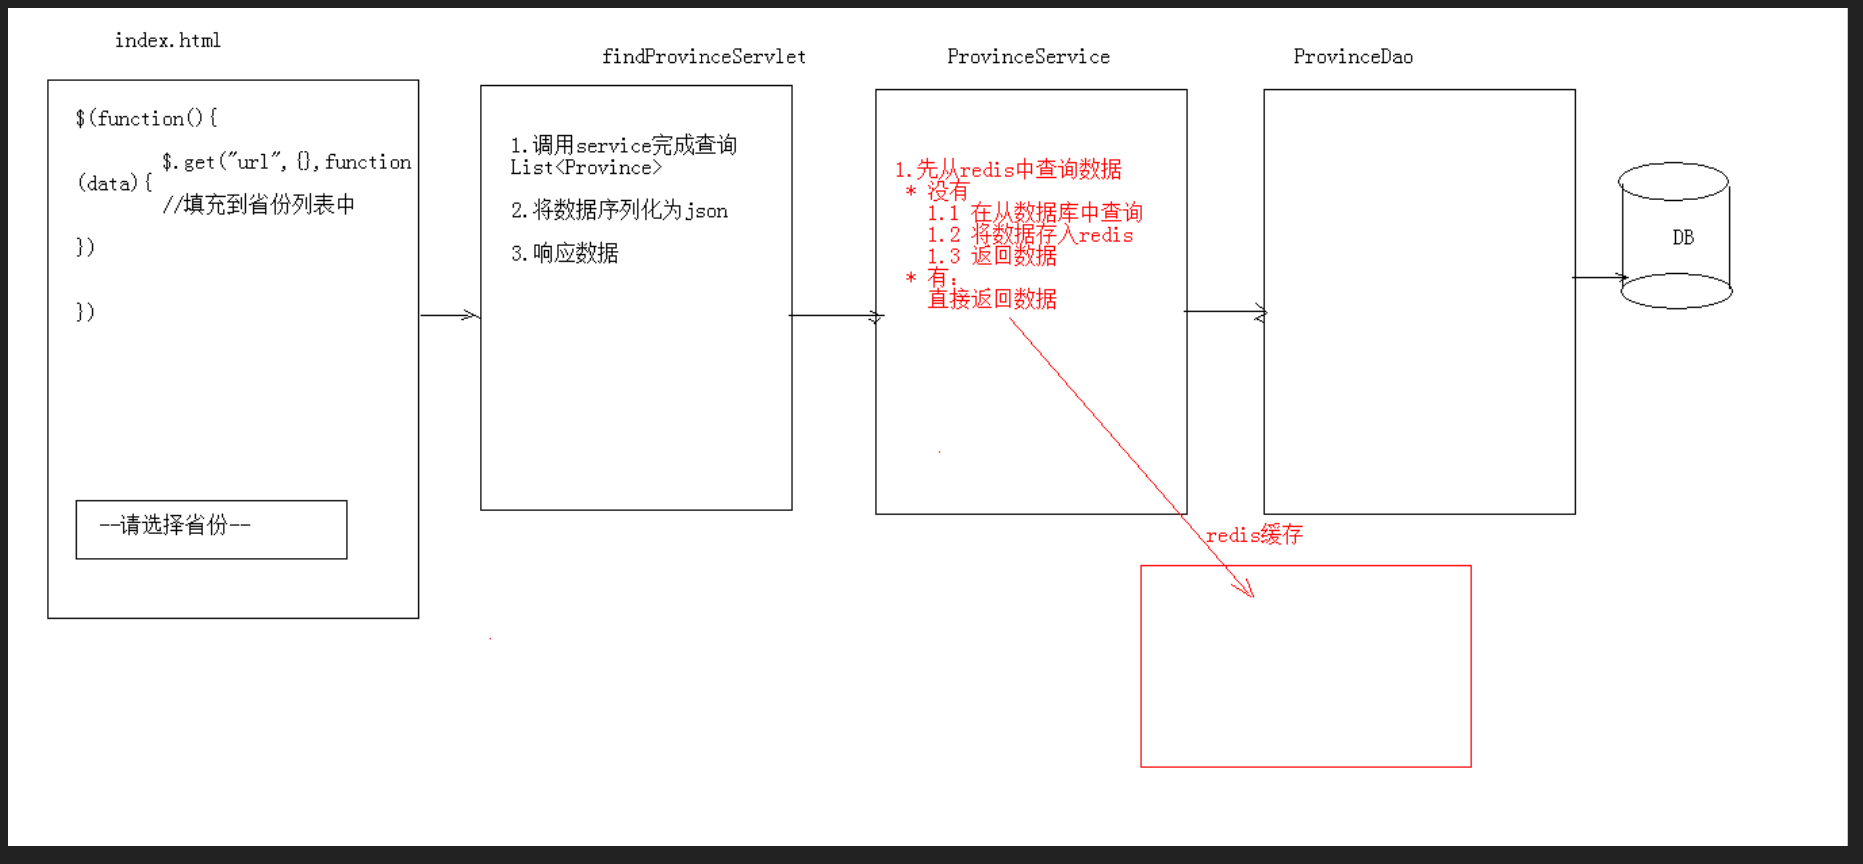 index.html
$(function(){
$.get("url",{},function
(data){
//填充到省份列表中
})
})
--请选择省份--
findProvinceServlet
1.调用service完成查询
List<Province>
2.将数据序列化为json
3.响应数据
ProvinceService
1.先从redis中查询数据
* 没有
1.1 在从数据库中查询
1.2 将数据存入redis
1.3 返回数据
* 有：
直接返回数据
ProvinceDao
DB
redis缓存